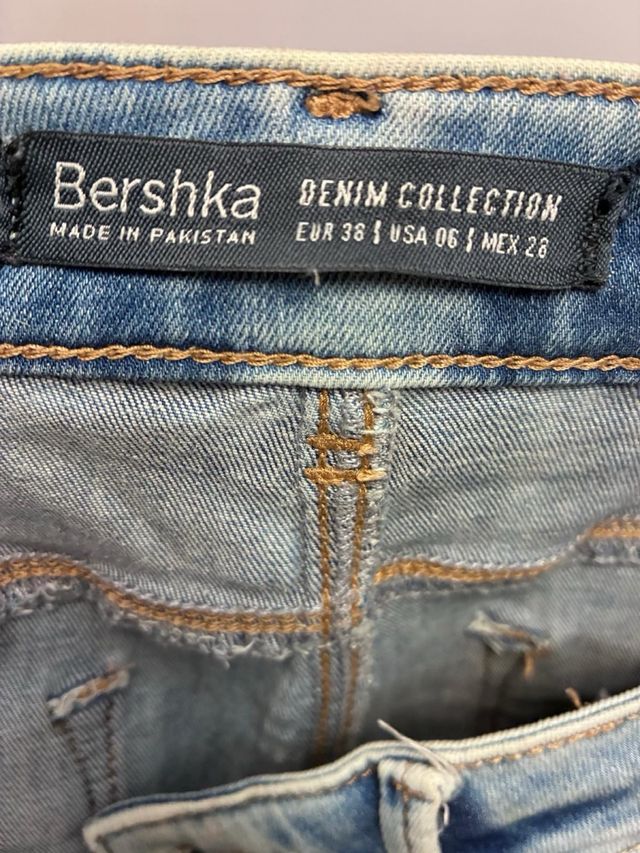 Bershka
MADE IN PAKISTAN
DENIM COLLECTION
EUR 38 | USA 06 | MEX 28